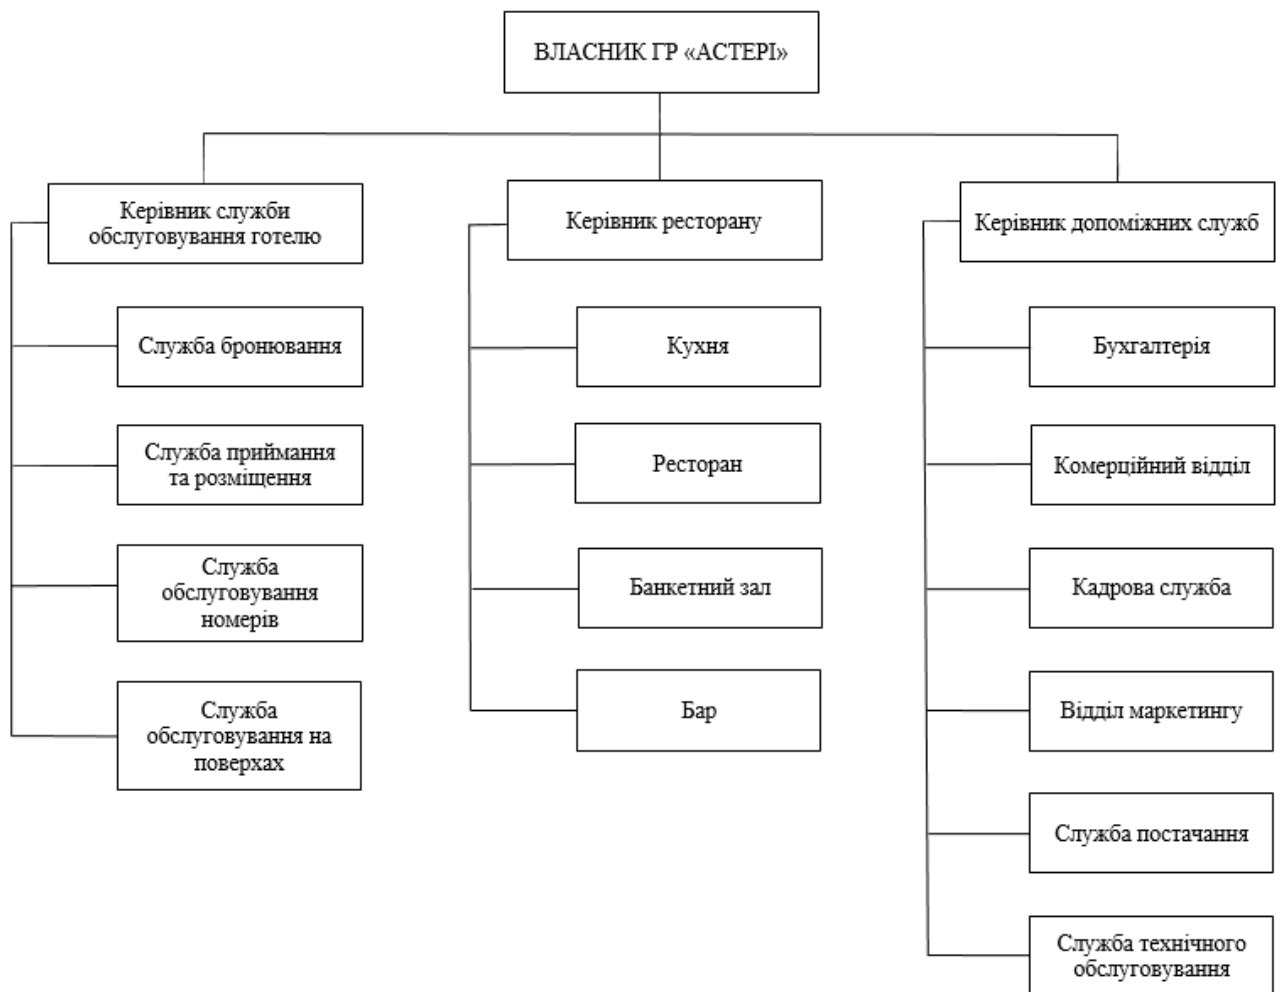 ВЛАСНИК ГР «АСТЕРІ»
Керівник служби
обслуговування готелю
Служба бронювання
Служба приймання
та розміщення
Служба
обслуговування
номерів
Служба
обслуговування на
поверхах
Керівник ресторану
Кухня
Ресторан
Банкетний зал
Бар
Керівник допоміжних служб
Бухгалтерія
Комерційний відділ
Кадрова служба
Відділ маркетингу
Служба постачання
Служба технічного
обслуговування